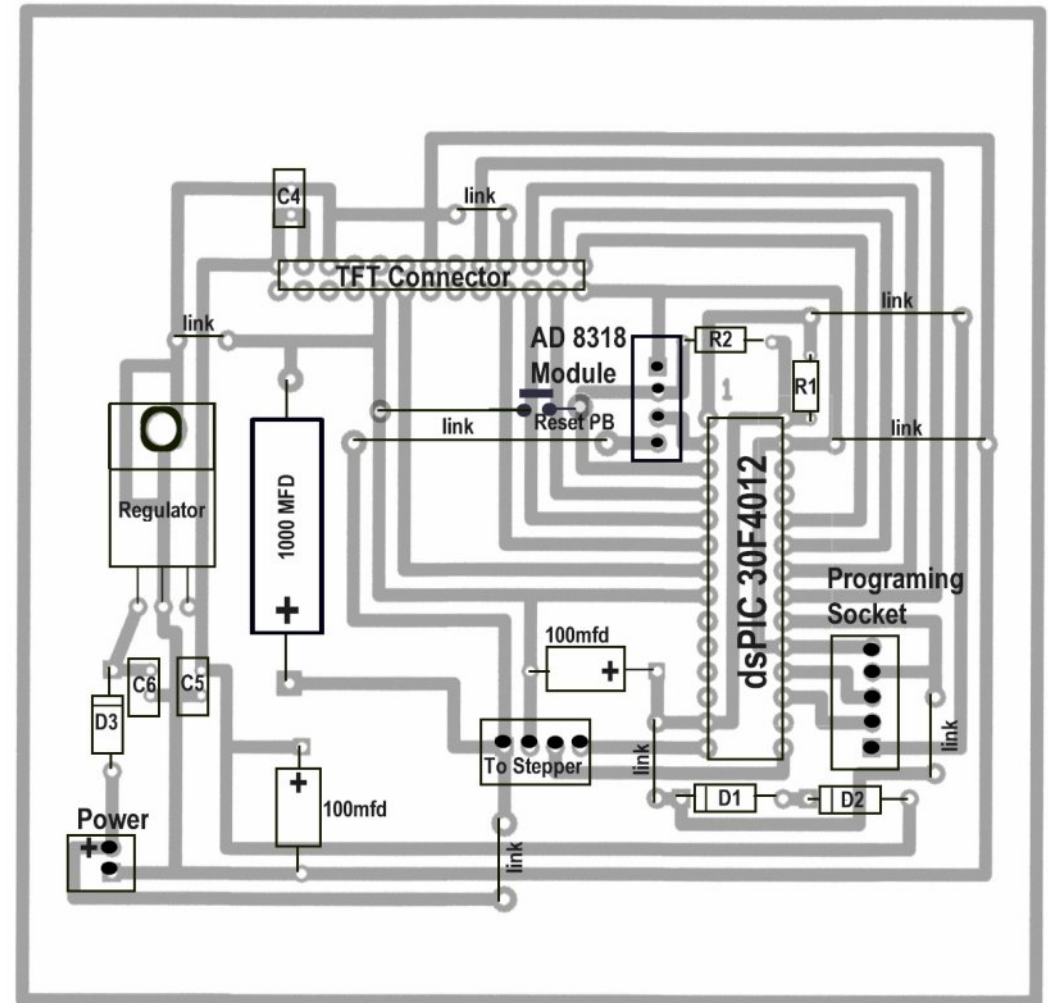 C4
link
TFT Connector
link
link
AD 8318
Module
R2
R1
1
Reset PB
link
link
Regulator
1000 MFD
+
dsPIC 30F4012
Programing
Socket
100mfd
+
C6
C5
D3
To Stepper
link
link
+
100mfd
D1
D2
Power
+
link